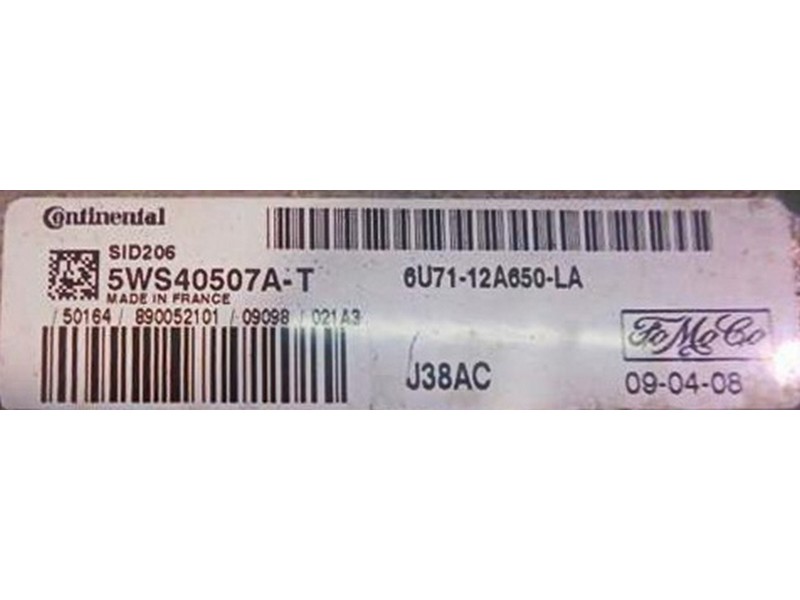 Continental
SID206
5WS40507A-T
MADE IN FRANCE
/ 50164 / 890052101 / 09098 / 021A3
6U71-12A650-LA
J38AC
FoMoCo
09-04-08